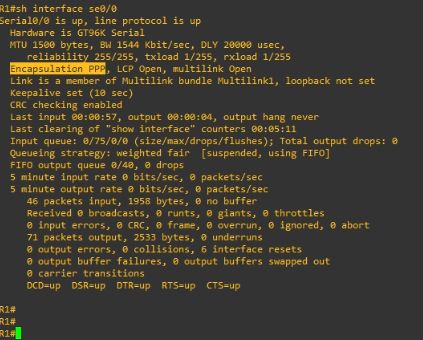 R1#sh interface se0/0
Serial0/0 is up, line protocol is up
Hardware is GT96K Serial
MTU 1500 bytes, BW 1544 Kbit/sec, DLY 20000 usec,
reliability 255/255, txload 1/255, rxload 1/255
Encapsulation PPP, LCP Open, multilink Open
Link is a member of Multilink bundle Multilink1, loopback not set
Keepalive set (10 sec)
CRC checking enabled
Last input 00:00:57, output 00:00:04, output hang never
Last clearing of "show interface" counters 00:05:11
Input queue: 0/75/0/0 (size/max/drops/flushes); Total output drops: 0
Queueing strategy: weighted fair [suspended, using FIFO]
FIFO output queue 0/40, 0 drops
5 minute input rate 0 bits/sec, 0 packets/sec
5 minute output rate 0 bits/sec, 0 packets/sec
46 packets input, 1958 bytes, 0 no buffer
Received 0 broadcasts, 0 runts, 0 giants, 0 throttles
0 input errors, 0 CRC, 0 frame, 0 overrun, 0 ignored, 0 abort
71 packets output, 2533 bytes, 0 underruns
0 output errors, 0 collisions, 6 interface resets
0 output buffer failures, 0 output buffers swapped out
0 carrier transitions
DCD=up DSR=up DTR=up RTS=up CTS=up
R1#
R1#
R1#